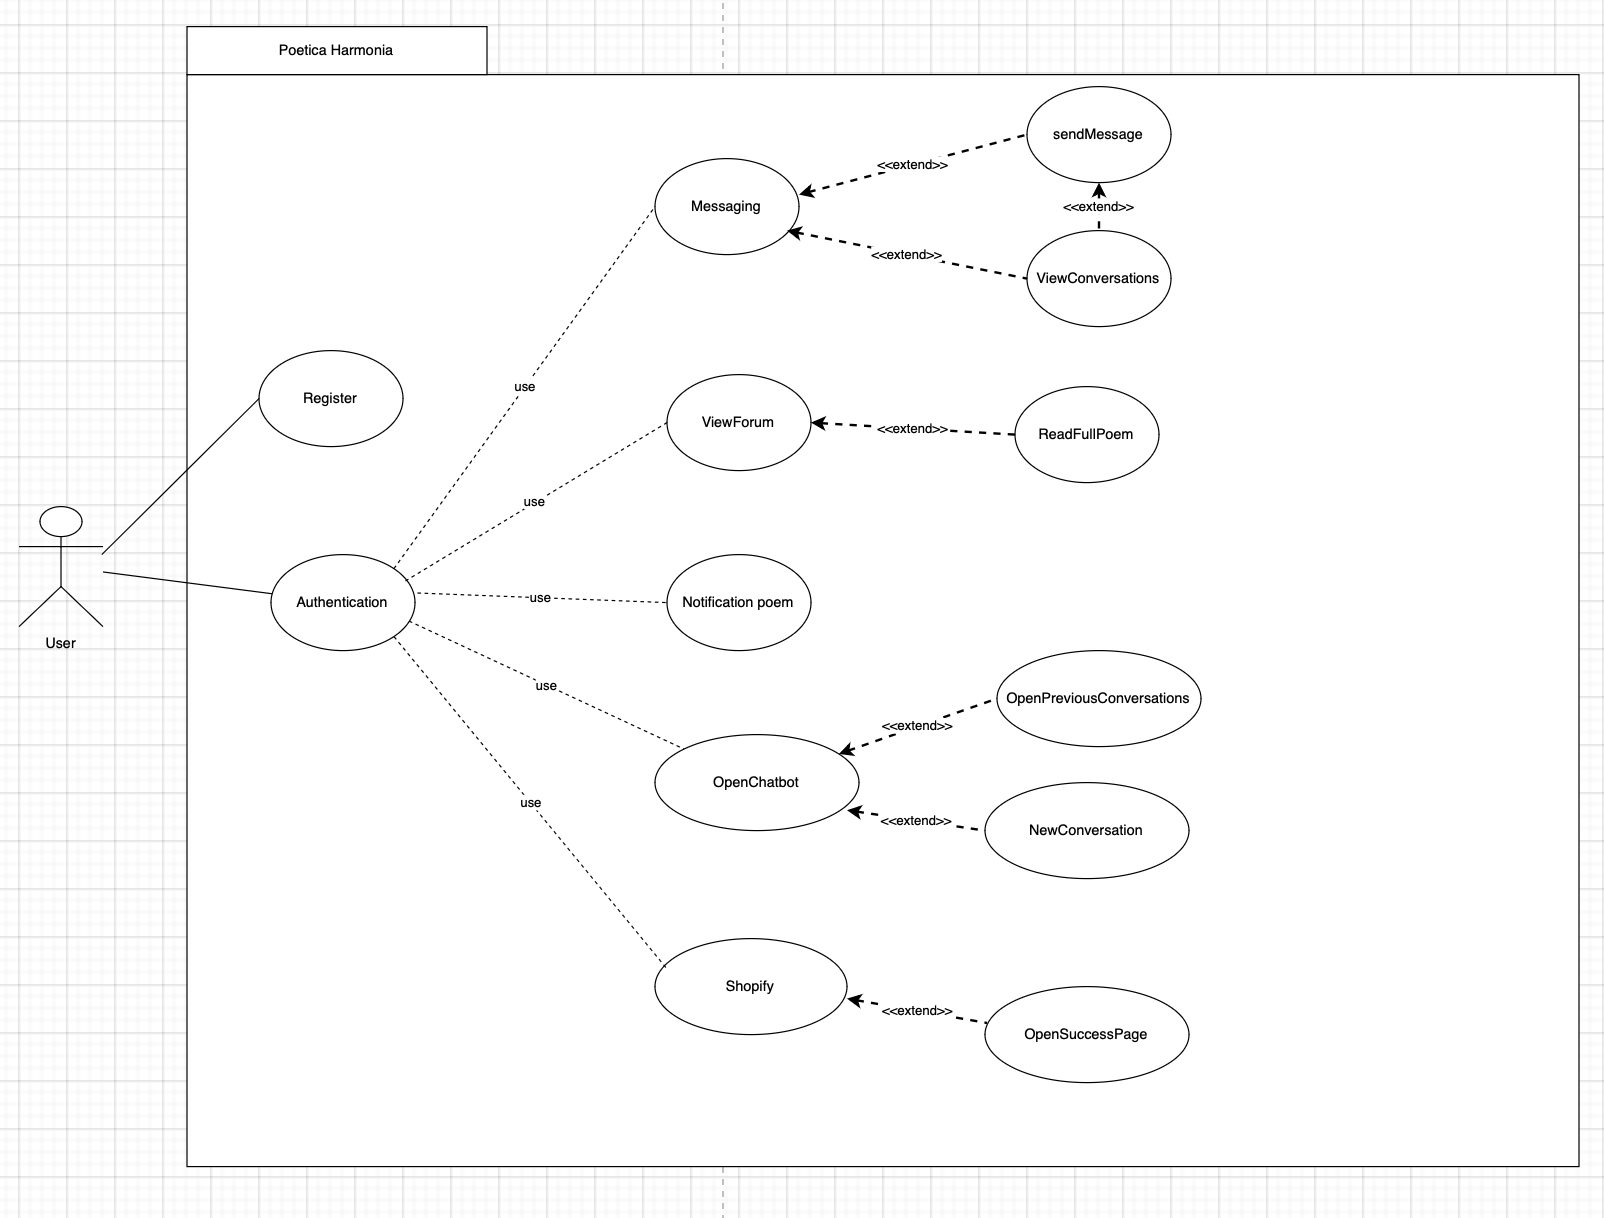 Poetica Harmonia
sendMessage
<<extend>>
Messaging
<<extend>>
<<extend>>
ViewConversations
use
Register
ViewForum
<<extend>>
ReadFullPoem
use
Authentication
use
Notification poem
User
use
OpenPreviousConversations
<<extend>>
OpenChatbot
use
<<extend>>
NewConversation
Shopify
<<extend>>
OpenSuccessPage